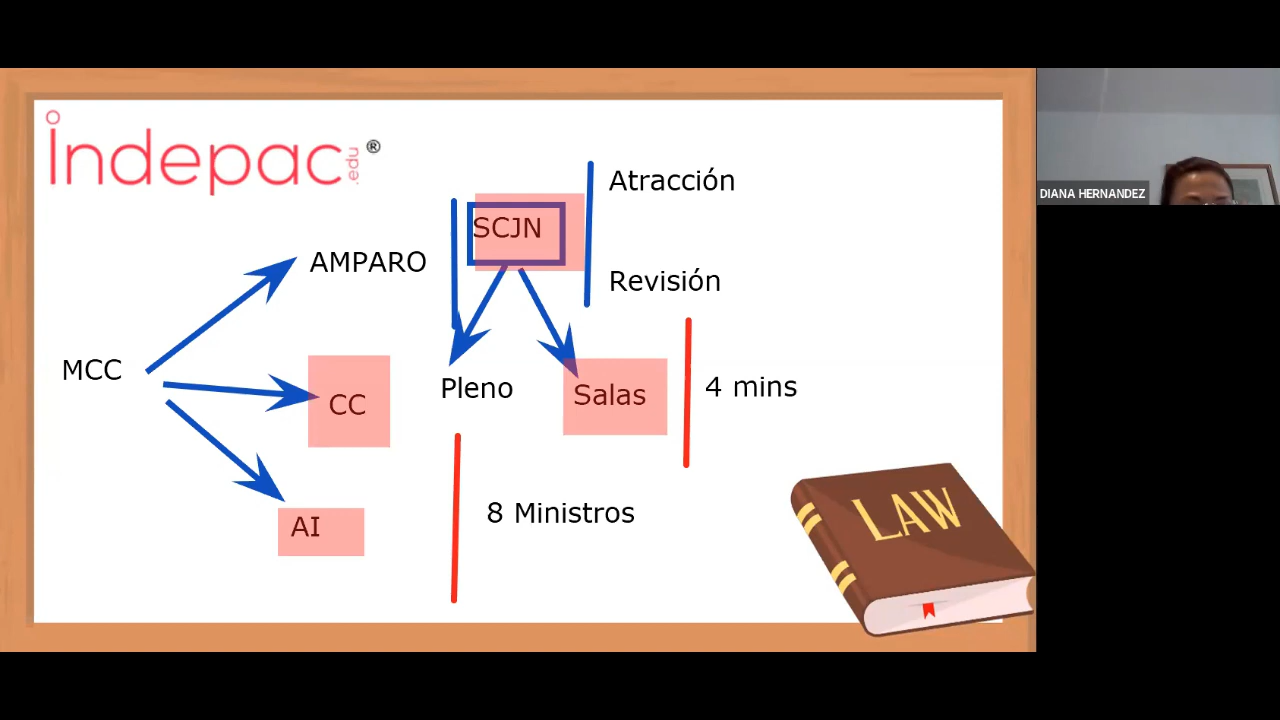 indepac.edu®
Atracción
SCJN
AMPARO
Revisión
MCC
CC
Pleno
Salas
4 mins
AI
8 Ministros
LAW
DIANA HERNANDEZ